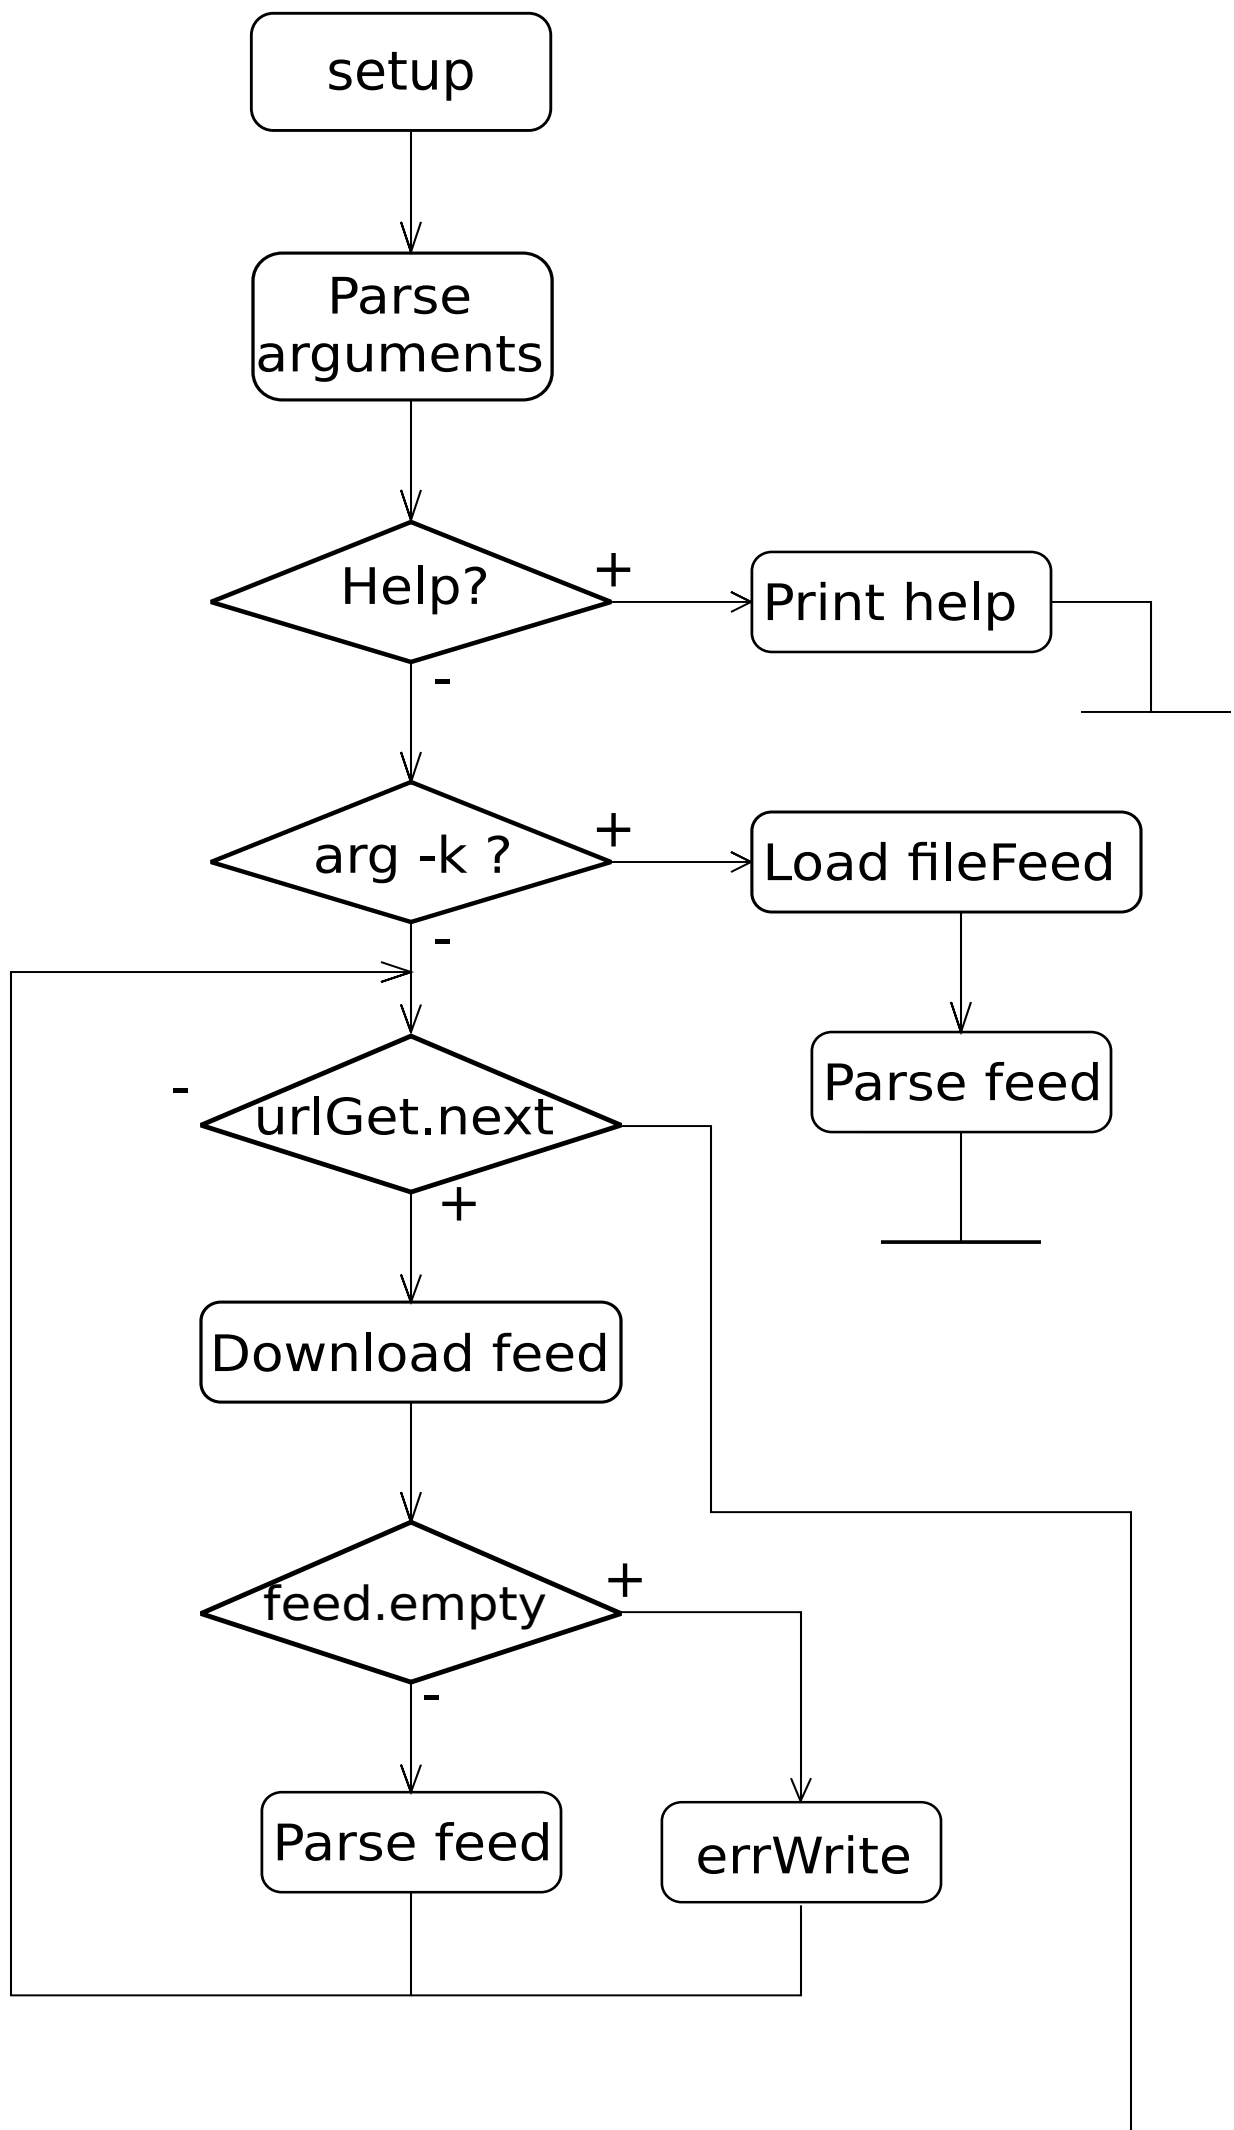 setup
Parse
arguments
Help?
+
Print help
-
arg -k ?
+
Load fileFeed
-
Parse feed
-
urlGet.next
+
Download feed
feed.empty
+
-
Parse feed
errWrite